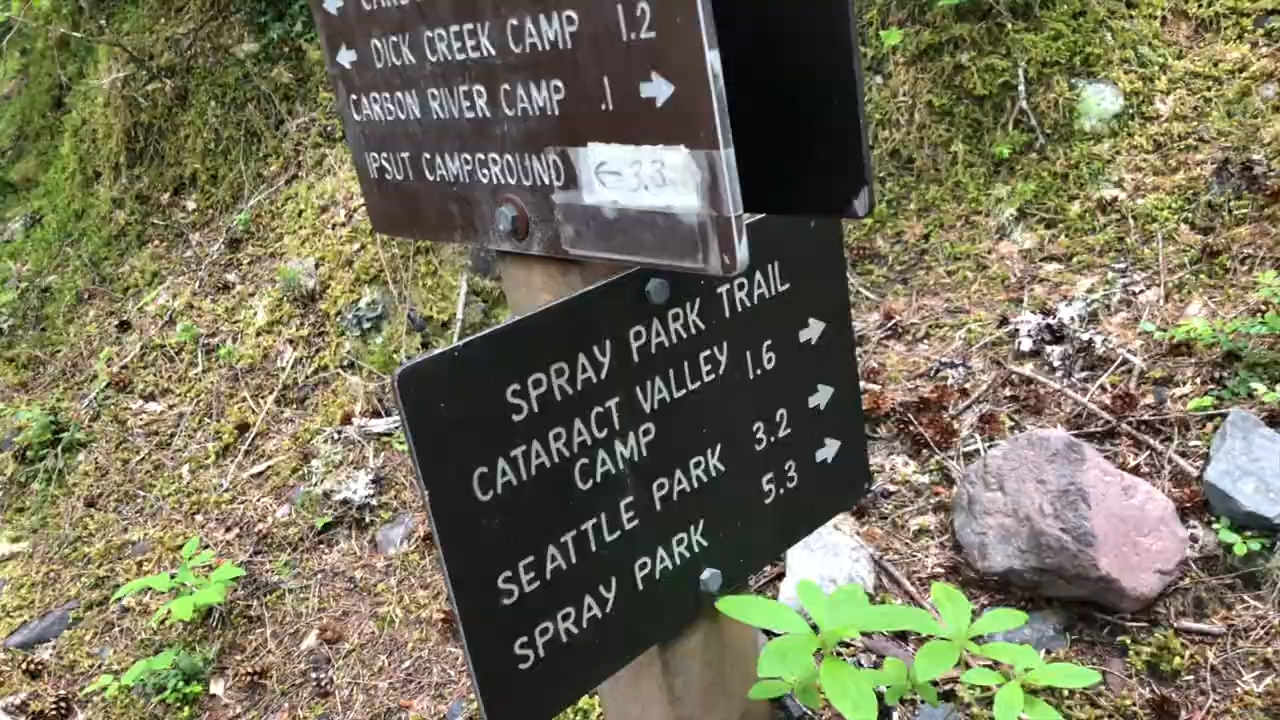 ← DICK CREEK CAMP 1.2
CARBON RIVER CAMP .1 →
IPSUT CAMPGROUND ← 3.3
SPRAY PARK TRAIL
CATARACT VALLEY 1.6 →
CAMP
SEATTLE PARK 3.2 →
SPRAY PARK 5.3 →